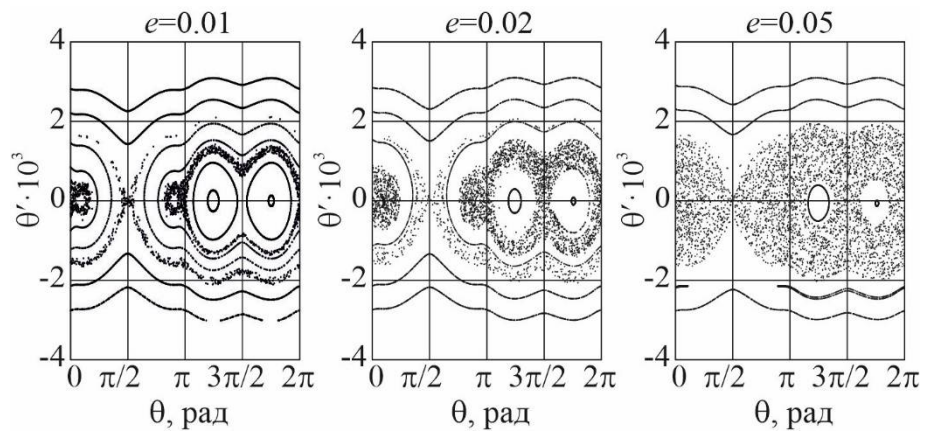 e=0.01 e=0.02 e=0.05
4 4 4
2 2 2
θ'·10³ 0 θ'·10³ 0 θ'·10³ 0
-2 -2 -2
-4 -4 -4
0 π/2 π 3π/2 2π 0 π/2 π 3π/2 2π 0 π/2 π 3π/2 2π
θ, рад θ, рад θ, рад